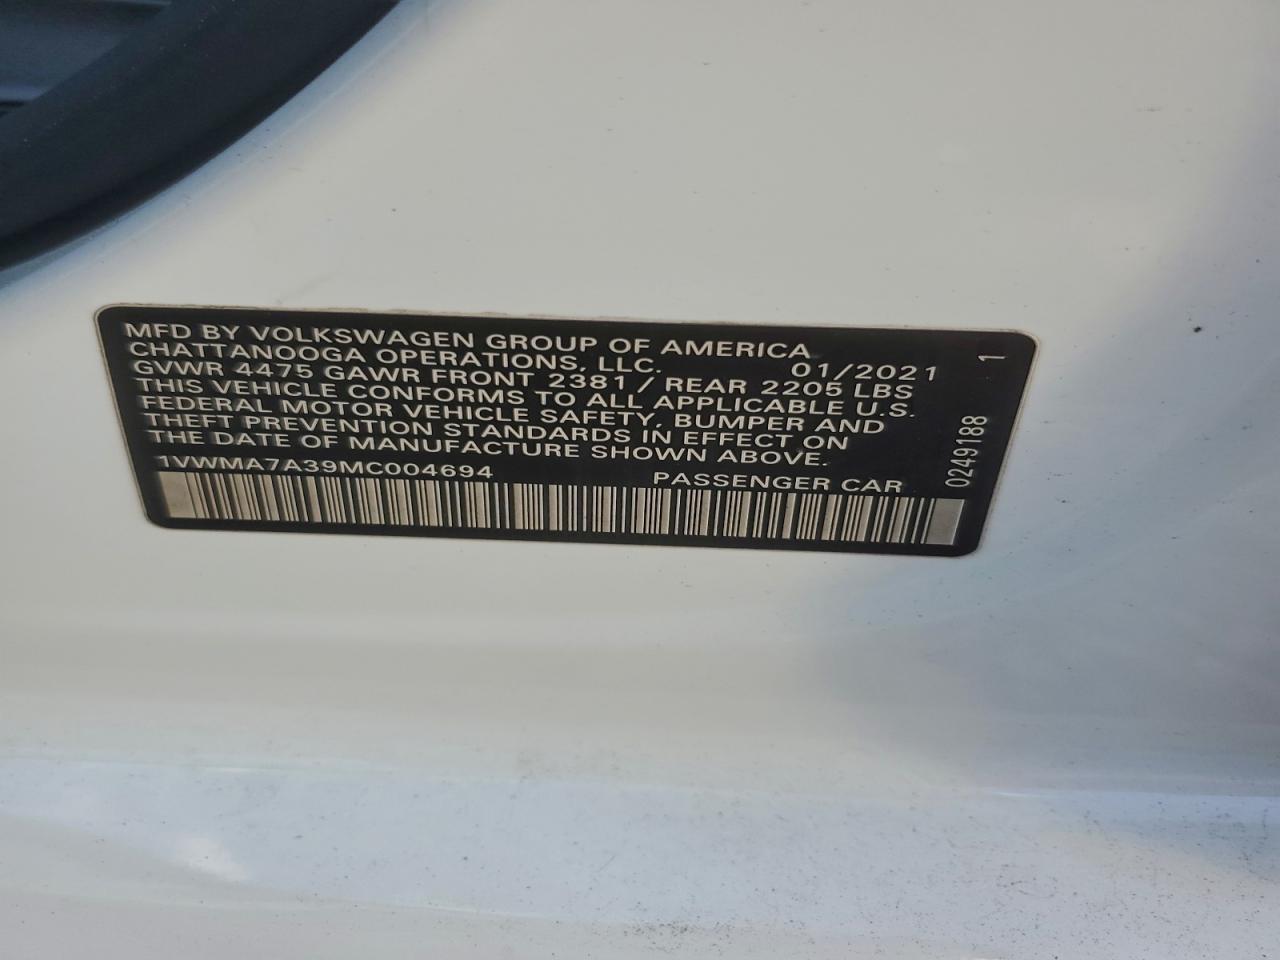 MFD BY VOLKSWAGEN GROUP OF AMERICA
CHATTANOOGA OPERATIONS, LLC. 01/2021
GVWR 4475 GAWR FRONT 2381 / REAR 2205 LBS
THIS VEHICLE CONFORMS TO ALL APPLICABLE U.S.
FEDERAL MOTOR VEHICLE SAFETY, BUMPER AND
THEFT PREVENTION STANDARDS IN EFFECT ON
THE DATE OF MANUFACTURE SHOWN ABOVE.
1VWMA7A39MC004694 PASSENGER CAR
0249188 1